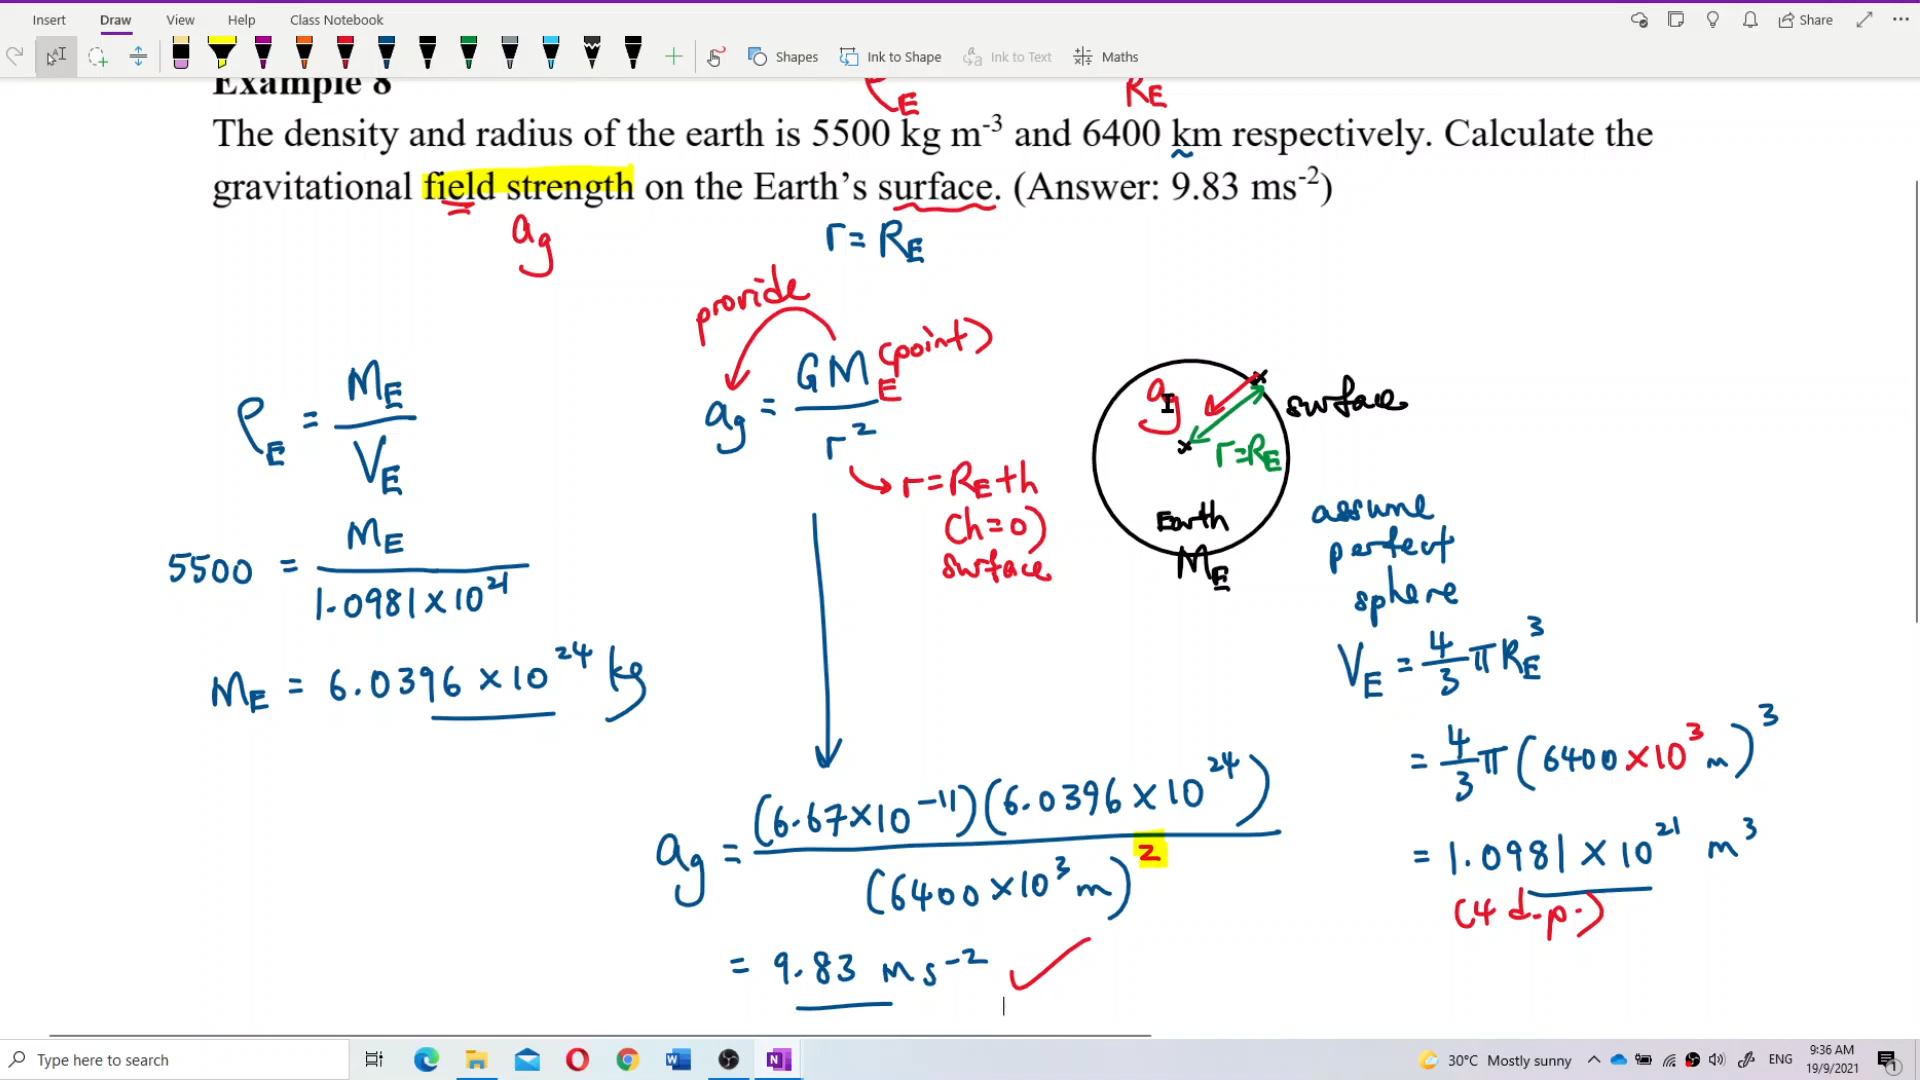 Insert Draw View Help Class Notebook Share
Shapes Ink to Shape Ink to Text Maths
Example 8
ρE RE
The density and radius of the earth is 5500 kg m-3 and 6400 km respectively. Calculate the
gravitational field strength on the Earth's surface. (Answer: 9.83 ms-2)
ag
r = RE
provide
ag = GME / r2
(point)
r = RE + h
(h = 0)
surface
ρE = ME / VE
5500 = ME / 1.0981 × 10^21
ME = 6.0396 × 10^24 kg
ag
surface
r = RE
Earth
ME
assume
perfect
sphere
VE = 4/3 π RE^3
= 4/3 π (6400 × 10^3 m)^3
= 1.0981 × 10^21 m^3
(4 d.p.)
ag = (6.67 × 10^-11)(6.0396 × 10^24) / (6400 × 10^3 m)^2
= 9.83 ms^-2
Type here to search
30°C Mostly sunny ENG 9:36 AM
19/9/2021